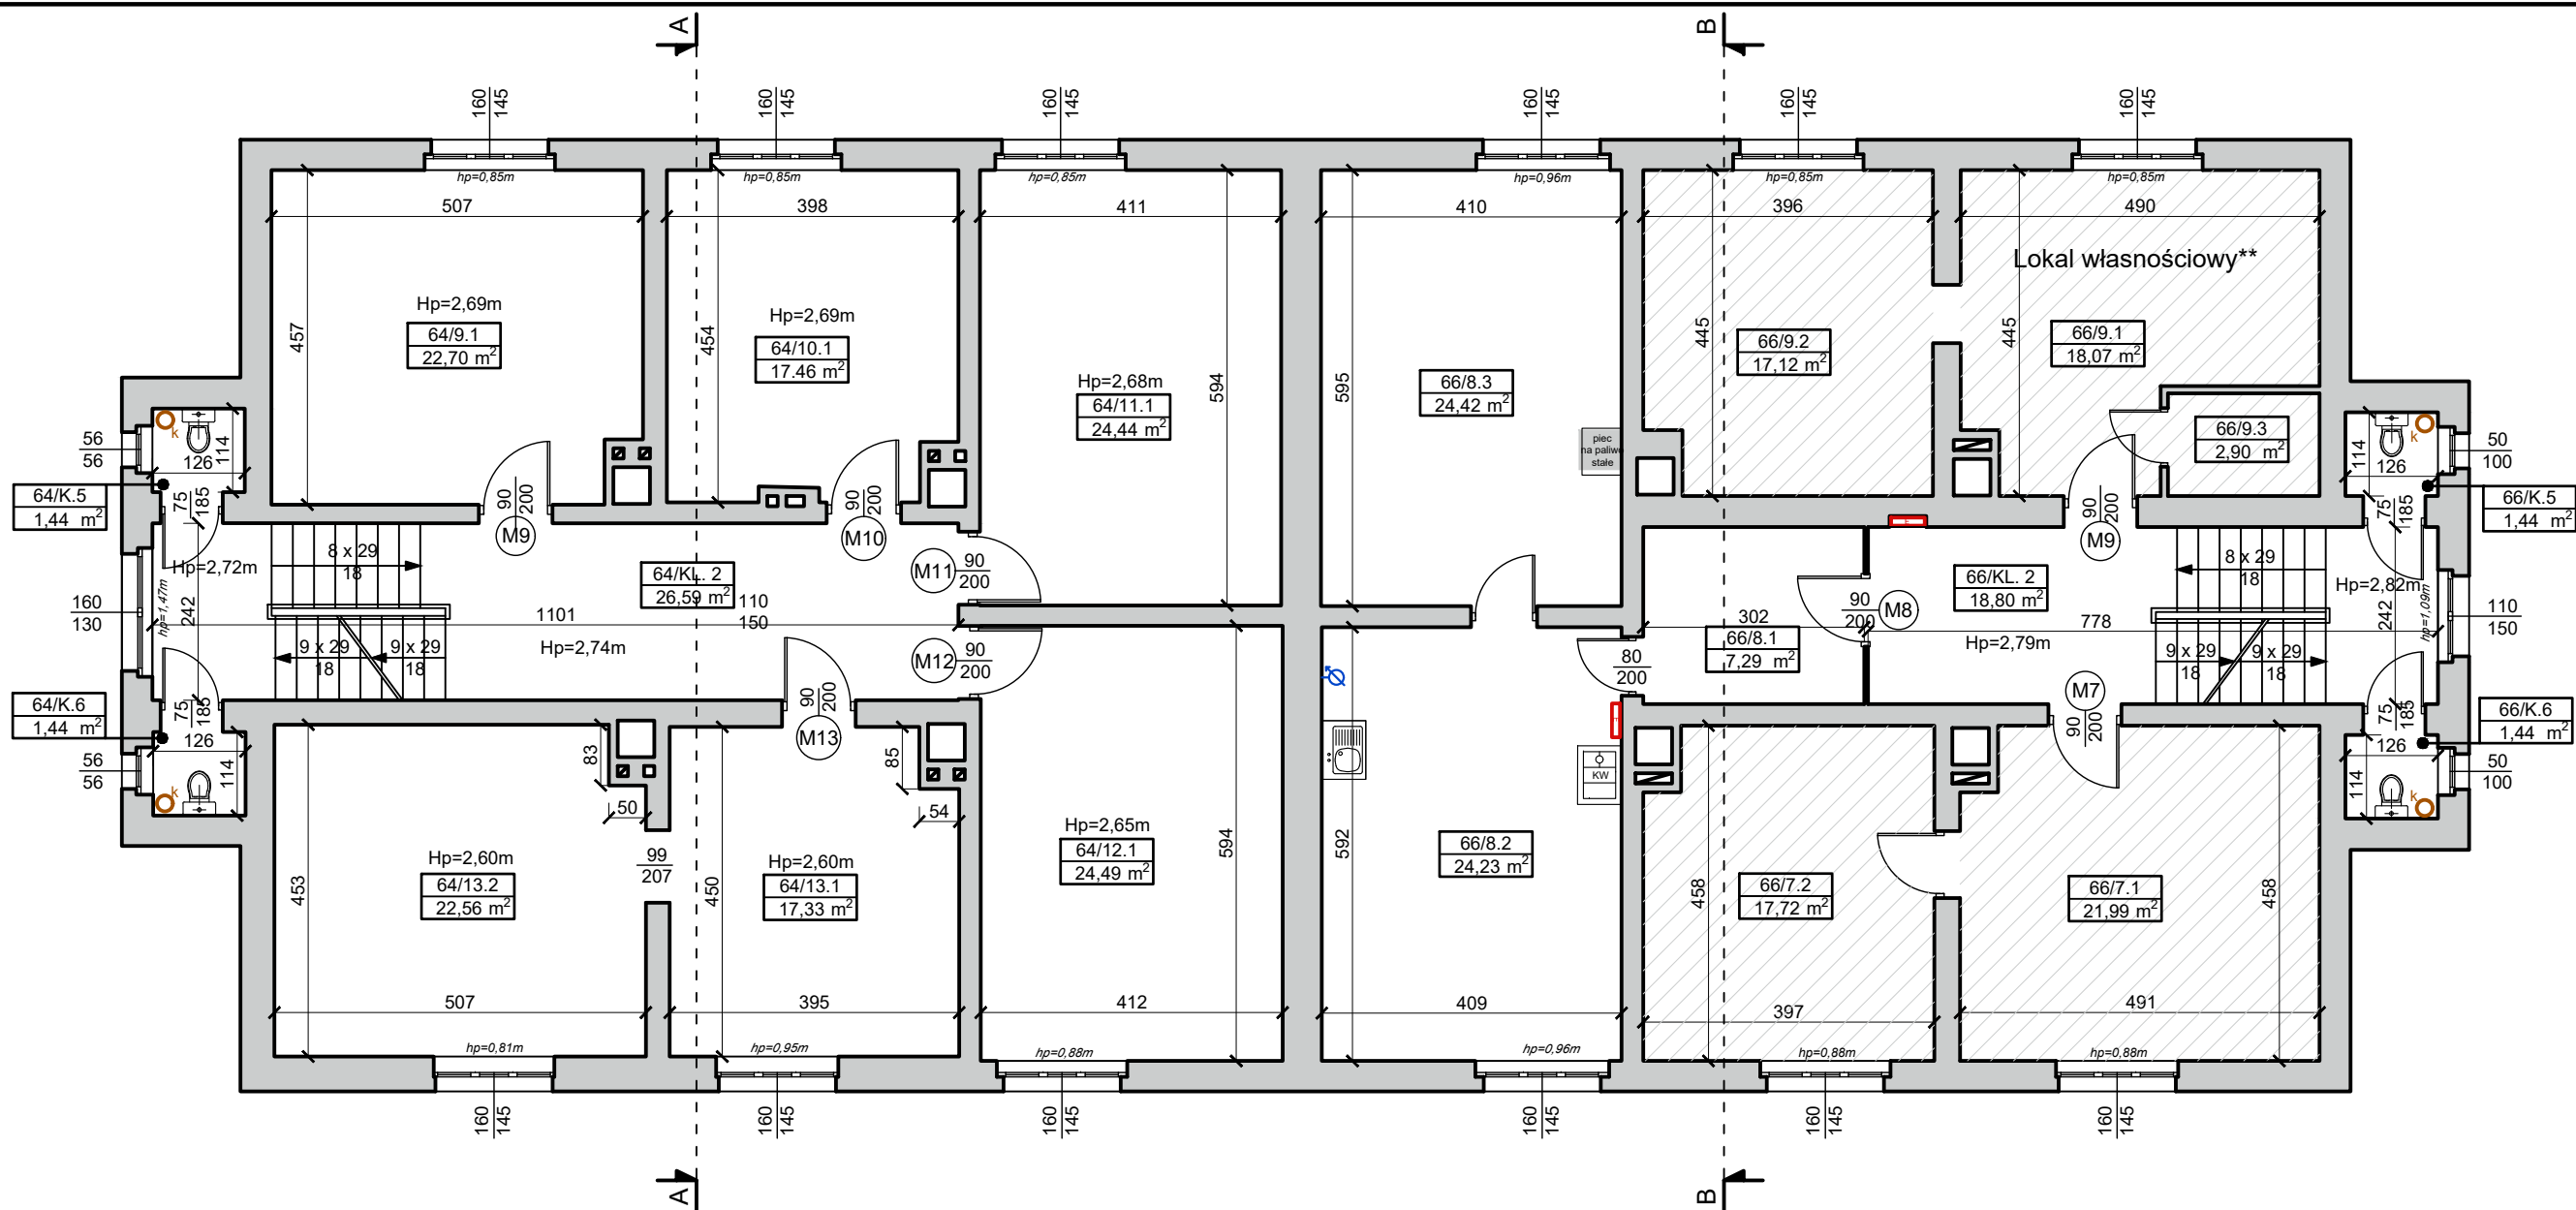 A
B
160
145
160
145
160
145
160
145
160
145
160
145
hp=0,85m
hp=0,85m
hp=0,85m
hp=0,96m
hp=0,85m
hp=0,85m
507
398
411
410
396
490
Lokal własnościowy**
Hp=2,69m
64/9.1
22,70 m²
457
Hp=2,69m
64/10.1
17.46 m²
454
Hp=2,68m
64/11.1
24,44 m²
594
595
66/8.3
24,42 m²
445
66/9.2
17,12 m²
445
66/9.1
18,07 m²
piec
na paliwo
stałe
66/9.3
2,90 m²
56
56
k
114
126
64/K.5
1,44 m²
75
185
90
200
M9
90
200
M10
M11
90
200
90
200
M9
k
114
126
50
100
66/K.5
1,44 m²
75
185
Hp=2,72m
8 x 29
18
64/KL. 2
26,59 m²
110
150
160
130
hp=1,47m
242
1101
9 x 29
18
9 x 29
18
Hp=2,74m
M12
90
200
M13
90
200
302
66/8.1
7,29 m²
80
200
90
200
M8
66/KL. 2
18,80 m²
Hp=2,79m
778
8 x 29
18
9 x 29
18
9 x 29
18
Hp=2,82m
242
hp=1,09m
110
150
M7
90
200
64/K.6
1,44 m²
75
185
126
114
k
56
56
66/K.6
1,44 m²
75
185
126
114
k
50
100
83
50
85
54
KW
Hp=2,60m
64/13.2
22,56 m²
453
99
207
Hp=2,60m
64/13.1
17,33 m²
450
Hp=2,65m
64/12.1
24,49 m²
594
592
66/8.2
24,23 m²
458
66/7.2
17,72 m²
66/7.1
21,99 m²
458
507
395
412
409
397
491
hp=0,81m
hp=0,95m
hp=0,88m
hp=0,96m
hp=0,88m
hp=0,88m
160
145
160
145
160
145
160
145
160
145
160
145
A
B